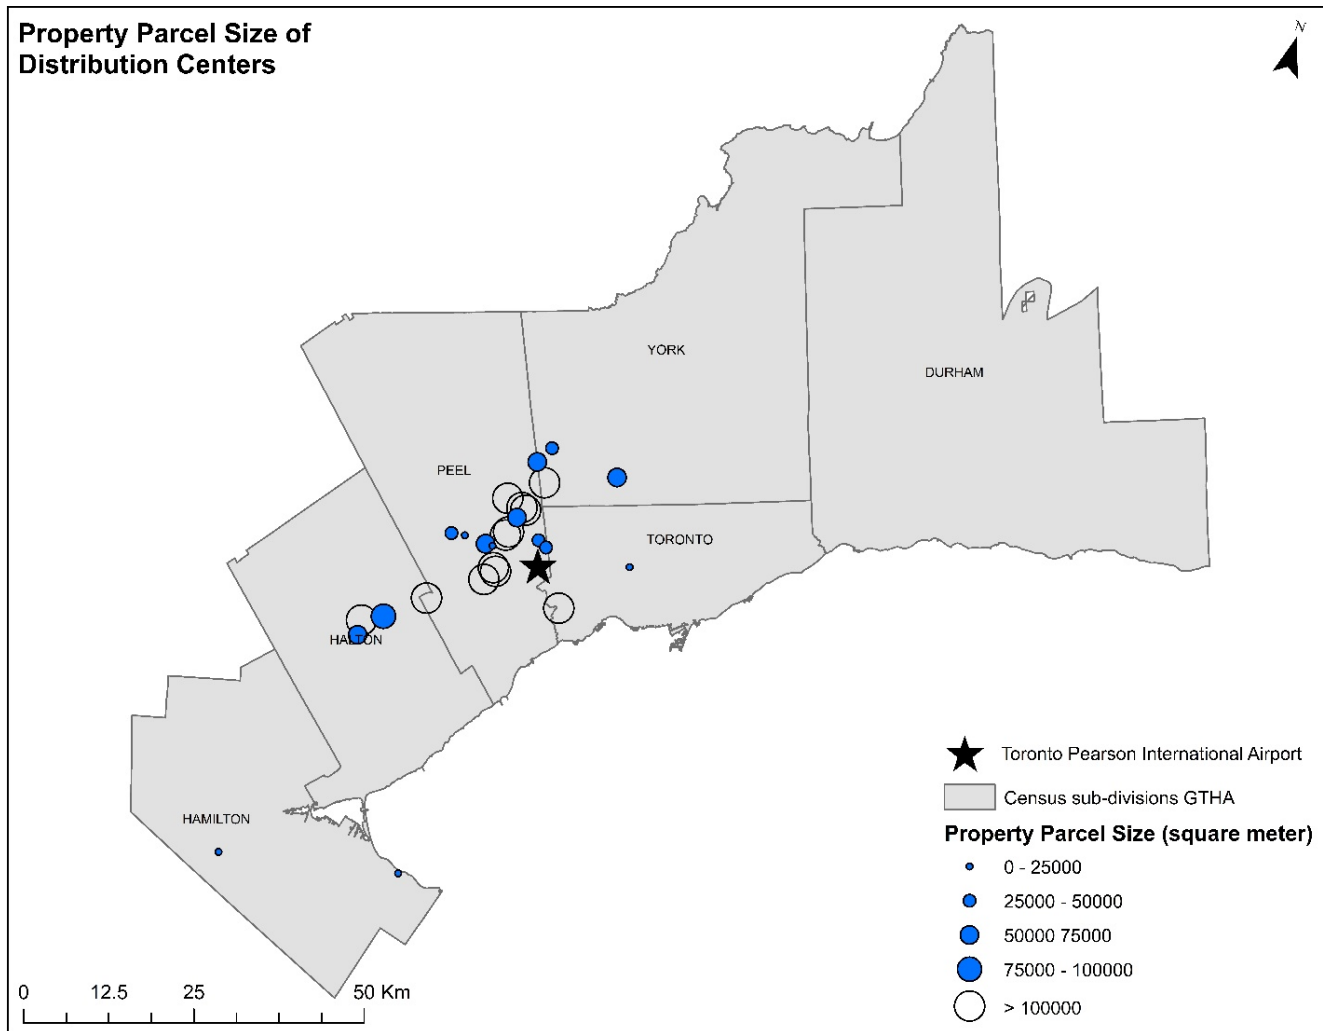 Property Parcel Size of
Distribution Centers
N
YORK
DURHAM
PEEL
TORONTO
HALTON
HAMILTON
Toronto Pearson International Airport
Census sub-divisions GTHA
Property Parcel Size (square meter)
0 - 25000
25000 - 50000
50000 75000
75000 - 100000
> 100000
0 12.5 25 50 Km